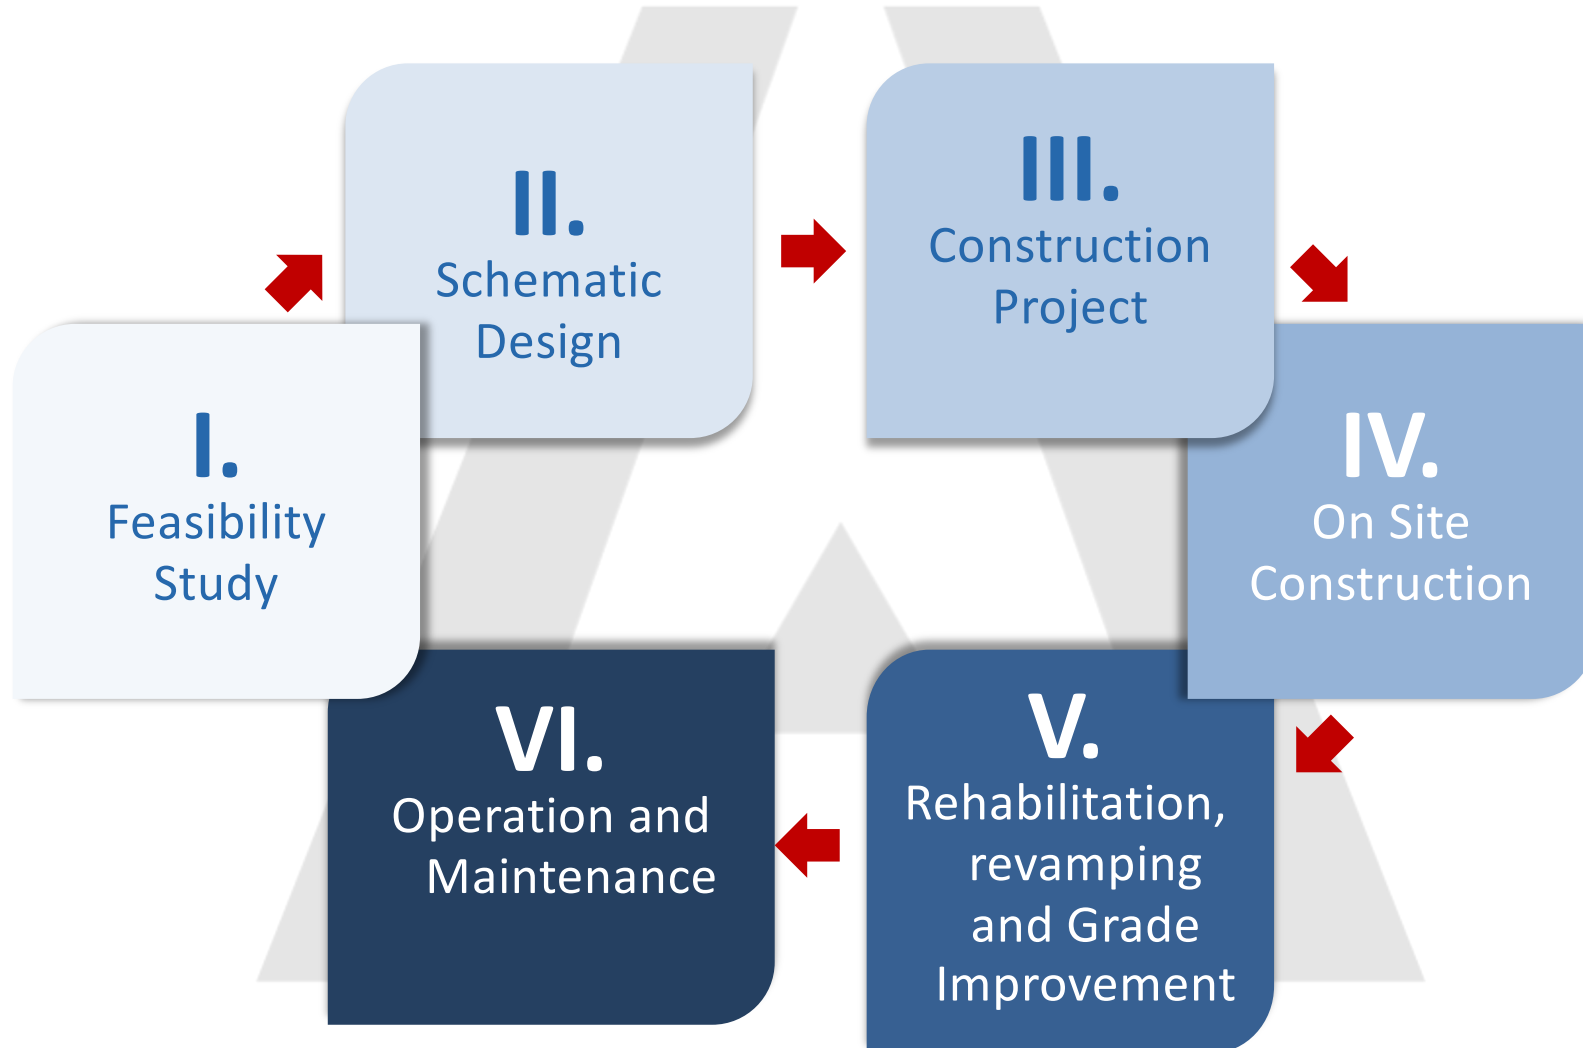 I.
Feasibility
Study
II.
Schematic
Design
III.
Construction
Project
IV.
On Site
Construction
V.
Rehabilitation,
revamping
and Grade
Improvement
VI.
Operation and
Maintenance